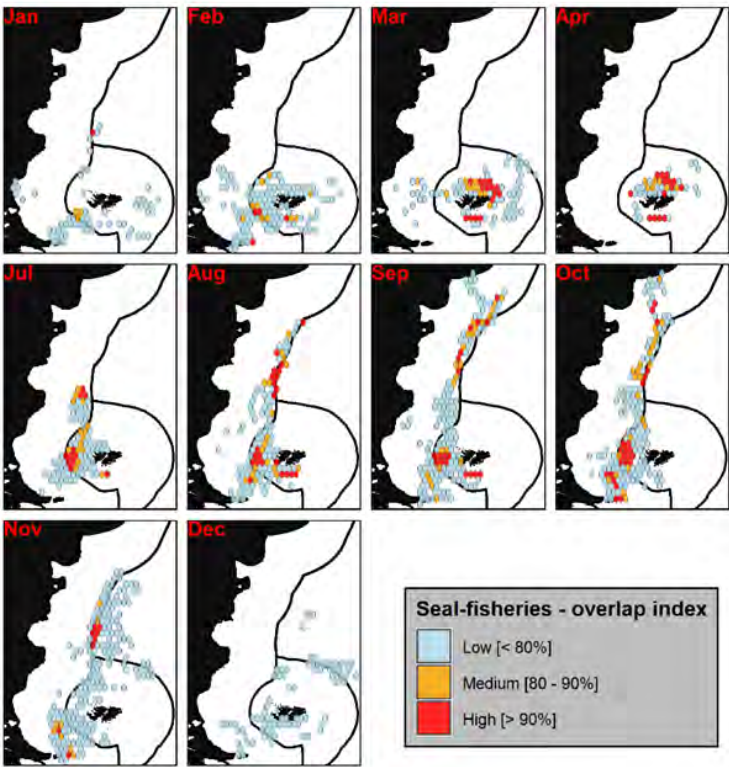 Jan
Feb
Mar
Apr
Jul
Aug
Sep
Oct
Nov
Dec
Seal-fisheries - overlap index
Low [< 80%]
Medium [80 - 90%]
High [> 90%]